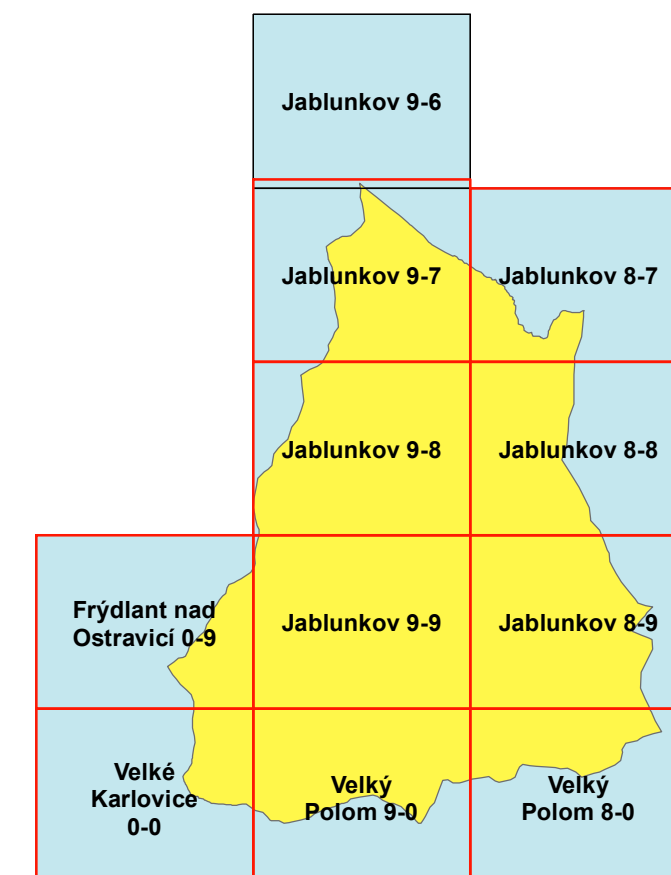 Jablunkov 9-6
Jablunkov 9-7
Jablunkov 8-7
Jablunkov 9-8
Jablunkov 8-8
Frýdlant nad
Ostravicí 0-9
Jablunkov 9-9
Jablunkov 8-9
Velké
Karlovice
0-0
Velký
Polom 9-0
Velký
Polom 8-0